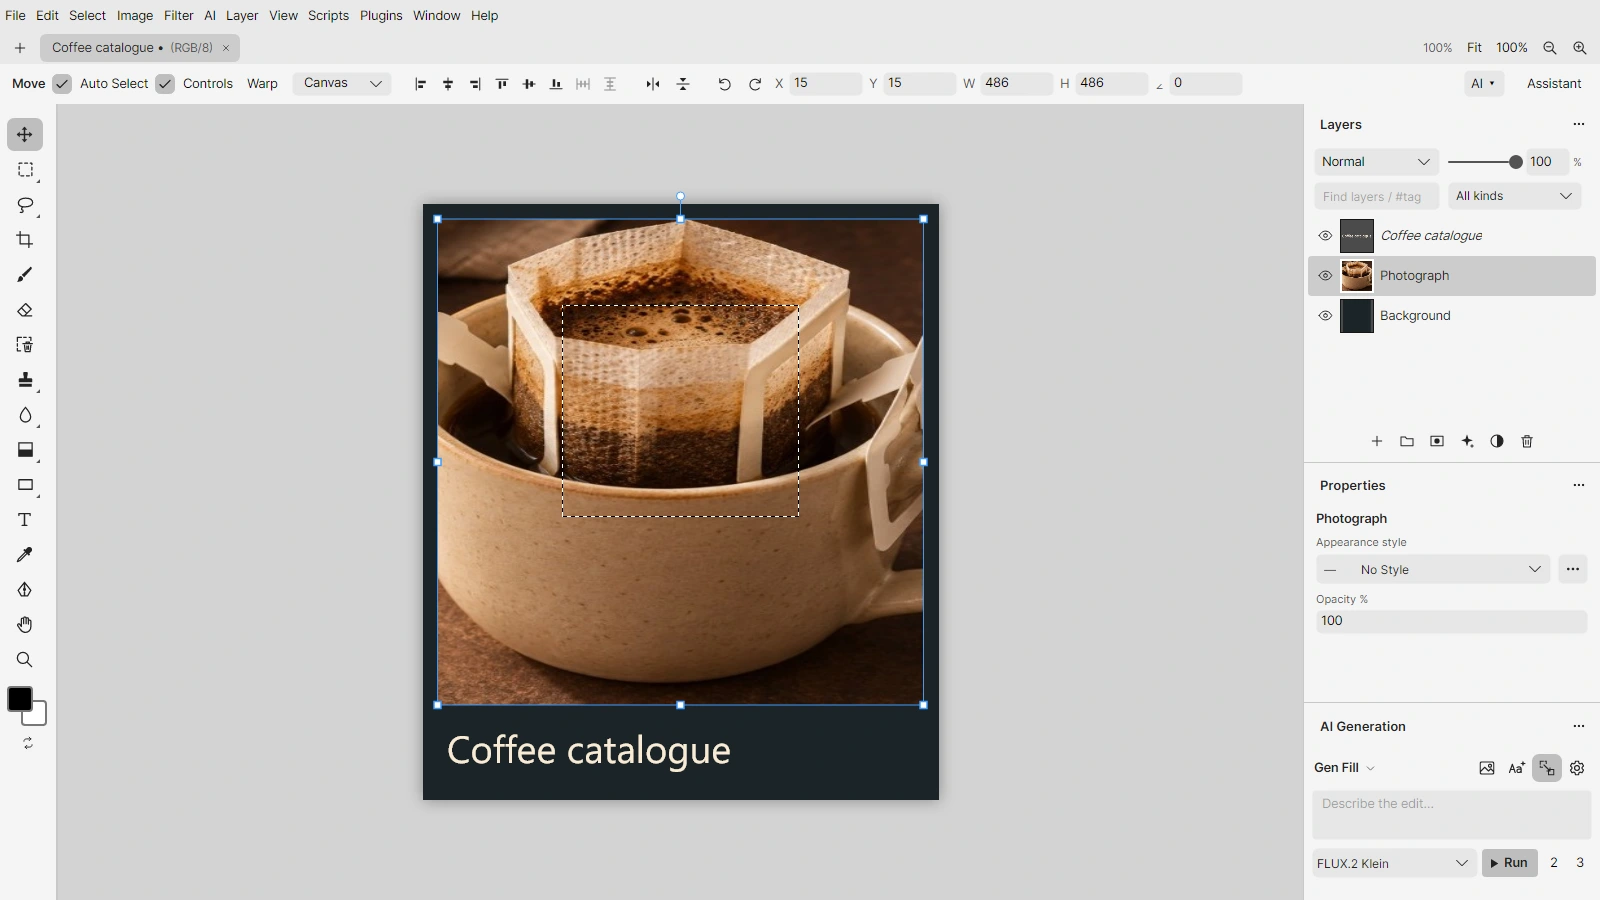 File Edit Select Image Filter AI Layer View Scripts Plugins Window Help
Coffee catalogue • (RGB/8) ×
100% Fit 100%
Move Auto Select Controls Warp Canvas X 15 Y 15 W 486 H 486 0 AI Assistant
Layers
Normal 100 %
Find layers / #tag All kinds
Coffee catalogue
Photograph
Background
Properties
Photograph
Appearance style
— No Style
Opacity %
100
AI Generation
Gen Fill Aa+
Describe the edit...
FLUX.2 Klein Run 2 3
Coffee catalogue